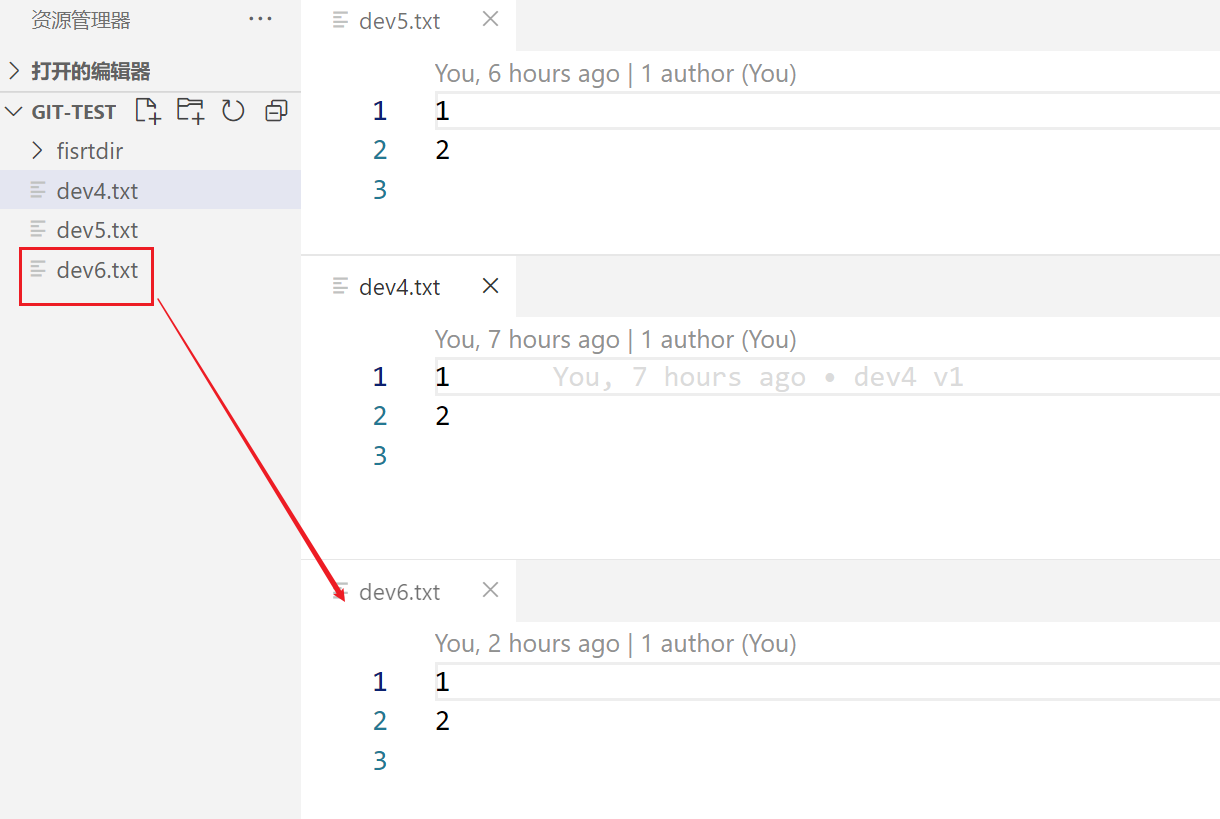 资源管理器
打开的编辑器
GIT-TEST
fisrtdir
dev4.txt
dev5.txt
dev6.txt
dev5.txt
You, 6 hours ago | 1 author (You)
1 1
2 2
3
dev4.txt
You, 7 hours ago | 1 author (You)
1 1 You, 7 hours ago • dev4 v1
2 2
3
dev6.txt
You, 2 hours ago | 1 author (You)
1 1
2 2
3